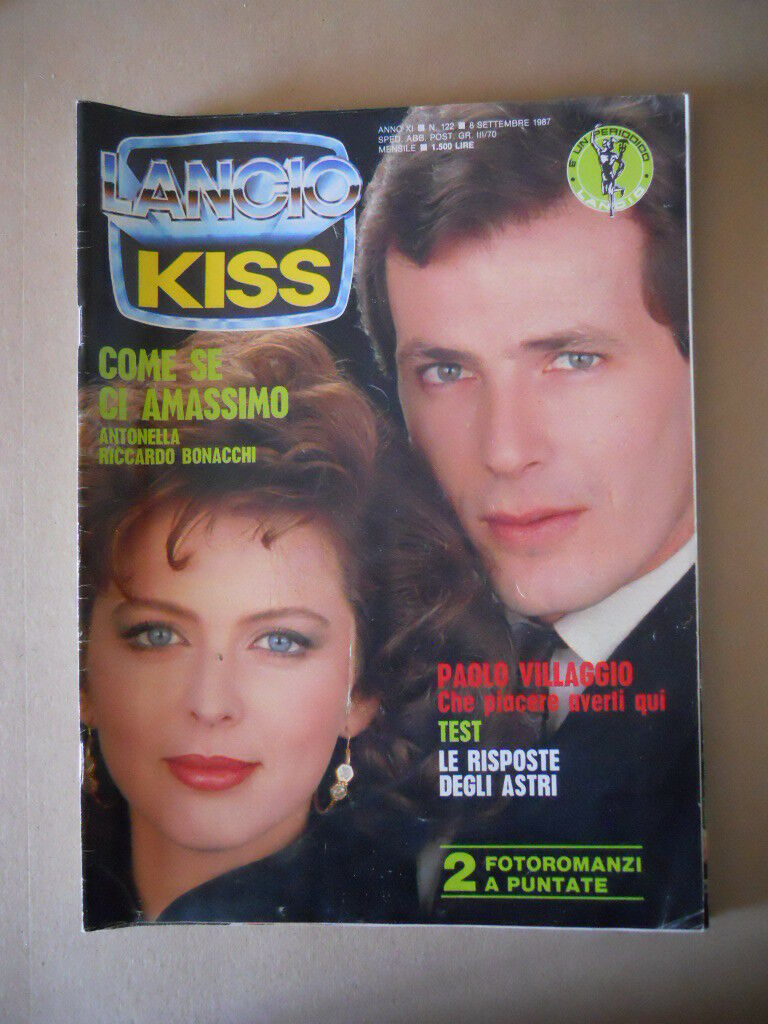 ANNO XI ■ N. 122 ■ 8 SETTEMBRE 1987
SPED. ABB. POST. GR. III/70
MENSILE ■ 1.500 LIRE
È UN PERIODICO
LANCIO
LANCIO
KISS
COME SE
CI AMASSIMO
ANTONELLA
RICCARDO BONACCHI
PAOLO VILLAGGIO
Che piacere averti qui
TEST
LE RISPOSTE
DEGLI ASTRI
2 FOTOROMANZI
A PUNTATE